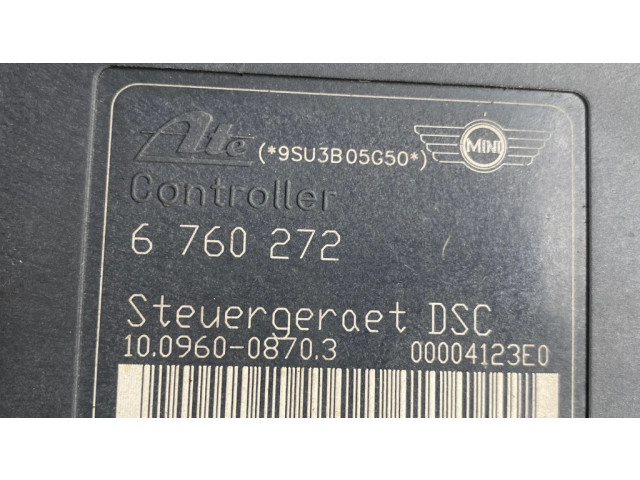 Ate (*9SU3B05G50*) MINI
Controller
6 760 272
Steuergeraet DSC
10.0960-0870.3 00004123E0